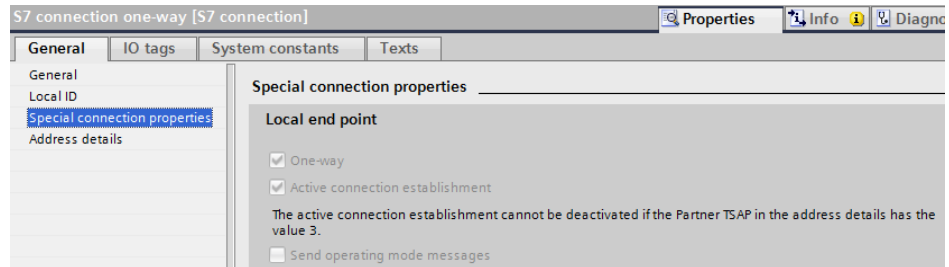 S7 connection one-way [S7 connection]
Properties Info Diagno
General IO tags System constants Texts
General
Local ID
Special connection properties
Address details
Special connection properties
Local end point
One-way
Active connection establishment
The active connection establishment cannot be deactivated if the Partner TSAP in the address details has the
value 3.
Send operating mode messages